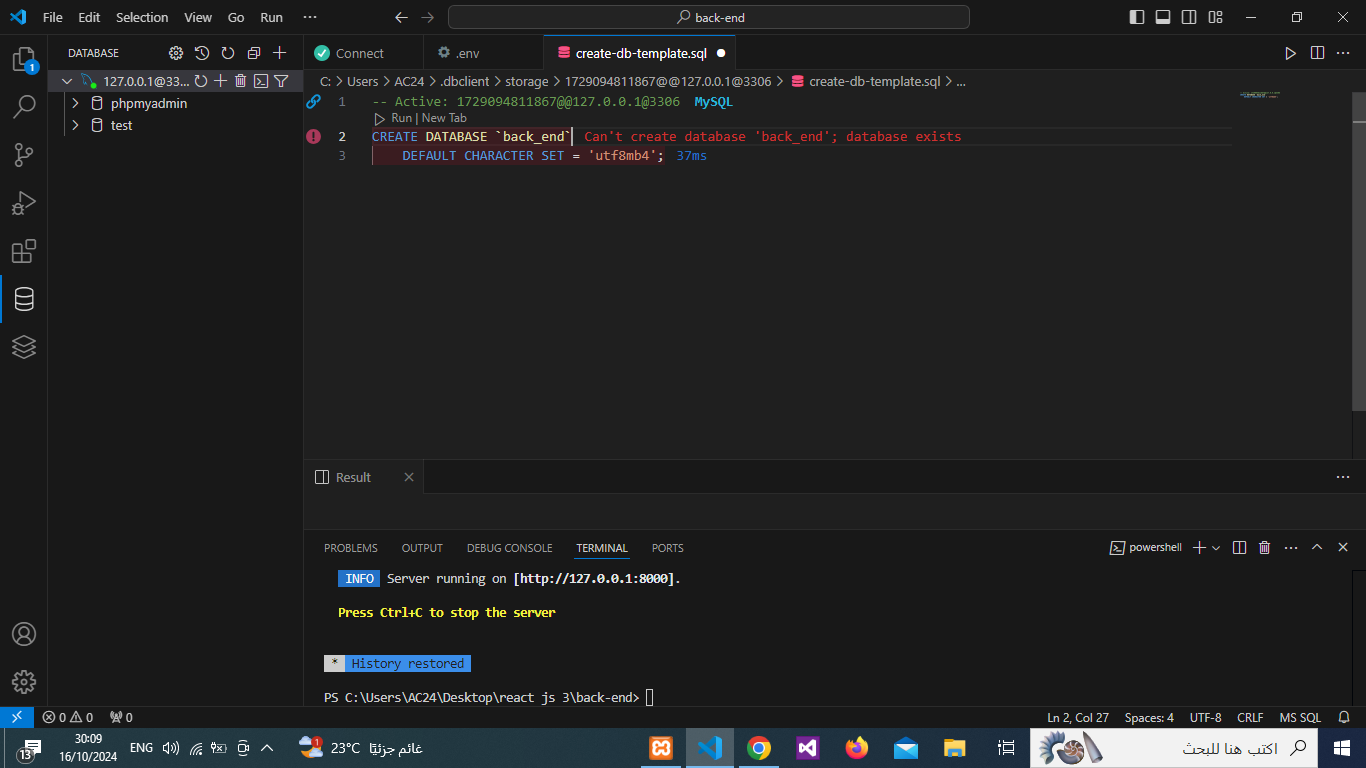 File Edit Selection View Go Run ··· back-end
DATABASE
Connect .env create-db-template.sql
127.0.0.1@33...
C: > Users > AC24 > .dbclient > storage > 1729094811867@@127.0.0.1@3306 > create-db-template.sql > ...
phpmyadmin
test
1 -- Active: 1729094811867@@127.0.0.1@3306 MySQL
Run | New Tab
2 CREATE DATABASE `back_end` Can't create database 'back_end'; database exists
3 DEFAULT CHARACTER SET = 'utf8mb4'; 37ms
1
Result
PROBLEMS OUTPUT DEBUG CONSOLE TERMINAL PORTS powershell
INFO Server running on [http://127.0.0.1:8000].
Press Ctrl+C to stop the server
* History restored
PS C:\Users\AC24\Desktop\react js 3\back-end>
0 0 0 Ln 2, Col 27 Spaces: 4 UTF-8 CRLF MS SQL
13
30:09
16/10/2024
ENG
1
23°C غائم جزئيًا
اكتب هنا للبحث